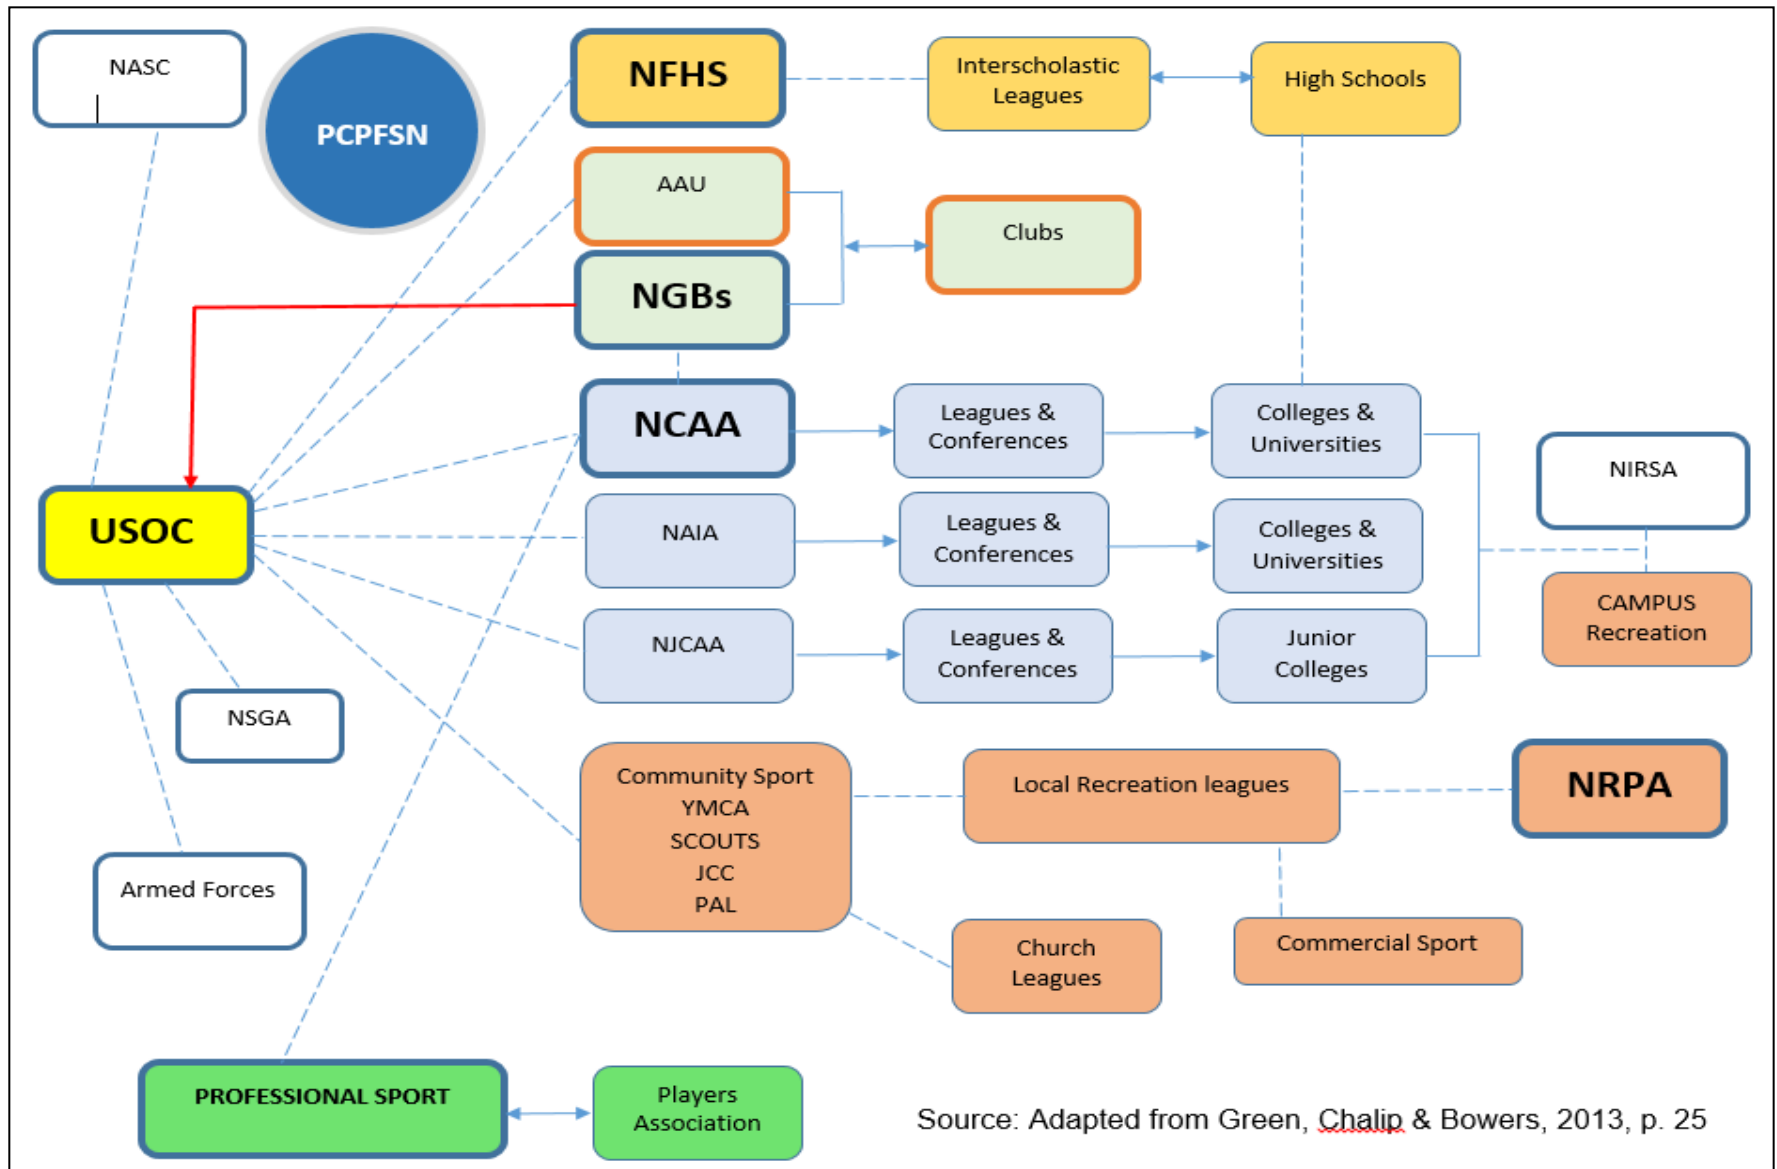 NASC
PCPFSN
NFHS
Interscholastic
Leagues
High Schools
AAU
Clubs
NGBs
NCAA
Leagues &
Conferences
Colleges &
Universities
NIRSA
USOC
NAIA
Leagues &
Conferences
Colleges &
Universities
CAMPUS
Recreation
NJCAA
Leagues &
Conferences
Junior
Colleges
NSGA
Community Sport
YMCA
SCOUTS
JCC
PAL
Local Recreation leagues
NRPA
Armed Forces
Church
Leagues
Commercial Sport
PROFESSIONAL SPORT
Players
Association
Source: Adapted from Green, Chalip & Bowers, 2013, p. 25